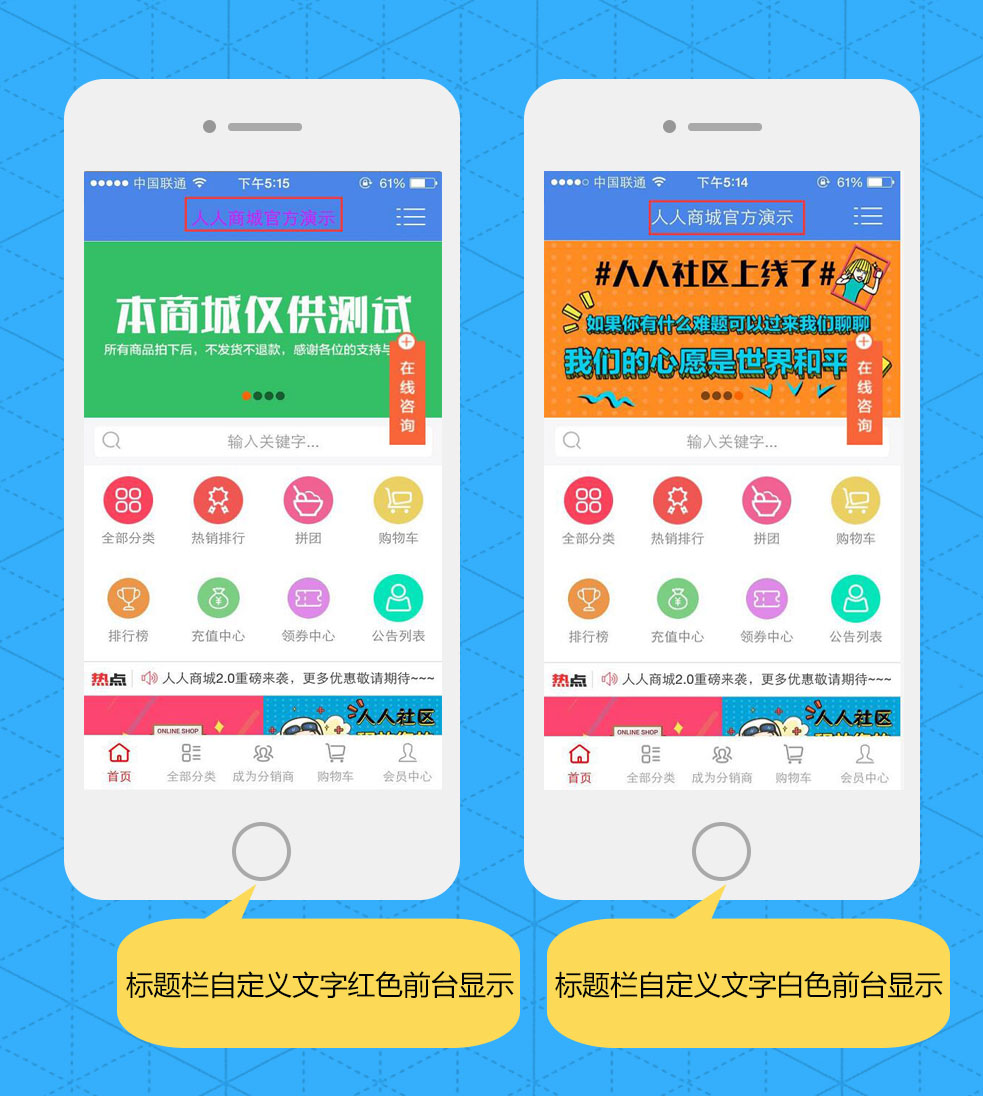 中国联通 下午5:15 61%
人人商城官方演示
本商城仅供测试
所有商品拍下后，不发货不退款，感谢各位的支持与
在线咨询
输入关键字...
全部分类 热销排行 拼团 购物车
排行榜 充值中心 领券中心 公告列表
热点 人人商城2.0重磅来袭，更多优惠敬请期待~~~
ONLINE SHOP
人人社区
首页 全部分类 成为分销商 购物车 会员中心
标题栏自定义文字红色前台显示
中国联通 下午5:14 61%
人人商城官方演示
#人人社区上线了#
如果你有什么难题可以过来我们聊聊
我们的心愿是世界和平
在线咨询
输入关键字...
全部分类 热销排行 拼团 购物车
排行榜 充值中心 领券中心 公告列表
热点 人人商城2.0重磅来袭，更多优惠敬请期待~~~
ONLINE SHOP
人人社区
首页 全部分类 成为分销商 购物车 会员中心
标题栏自定义文字白色前台显示